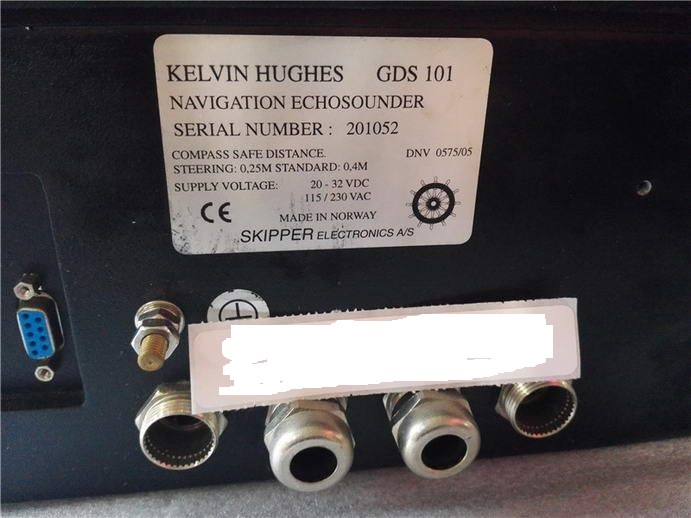 KELVIN HUGHES GDS 101
NAVIGATION ECHOSOUNDER
SERIAL NUMBER : 201052
COMPASS SAFE DISTANCE. DNV 0575/05
STEERING: 0,25M STANDARD: 0,4M
SUPPLY VOLTAGE: 20 - 32 VDC
115 / 230 VAC
CE
MADE IN NORWAY
SKIPPER ELECTRONICS A/S